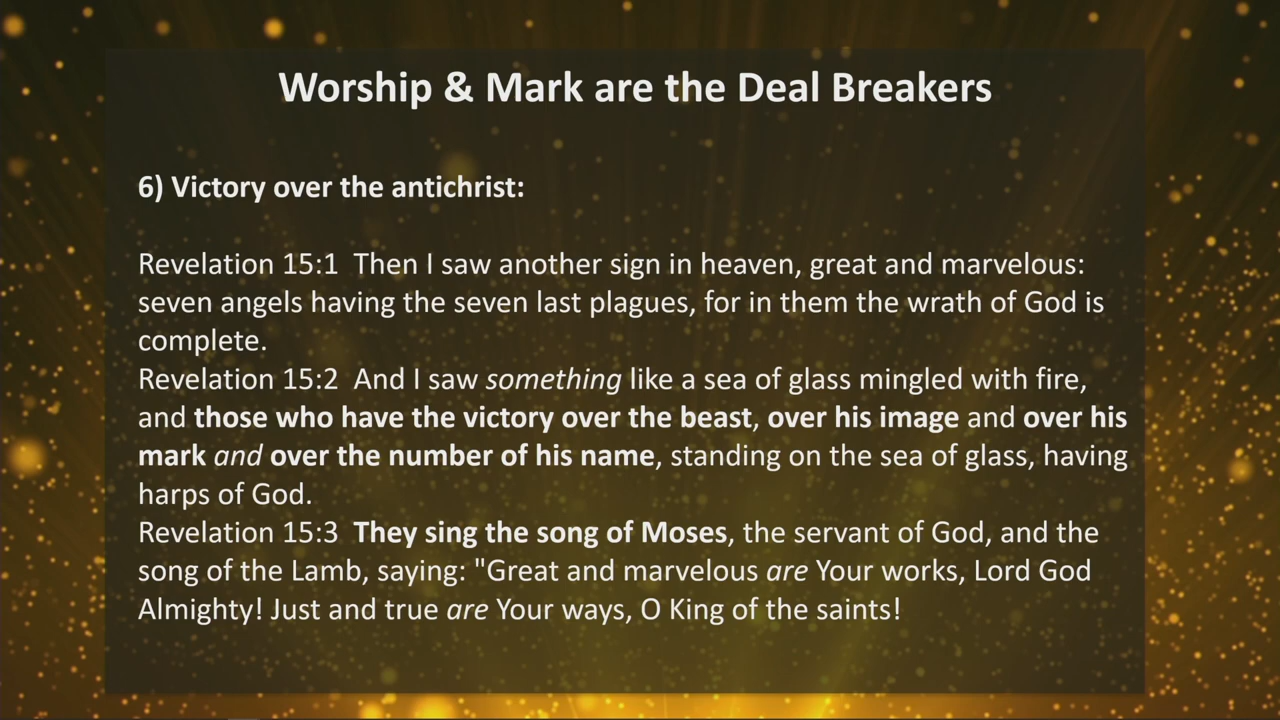 Worship & Mark are the Deal Breakers
6) Victory over the antichrist:
Revelation 15:1  Then I saw another sign in heaven, great and marvelous:
seven angels having the seven last plagues, for in them the wrath of God is
complete.
Revelation 15:2  And I saw something like a sea of glass mingled with fire,
and those who have the victory over the beast, over his image and over his
mark and over the number of his name, standing on the sea of glass, having
harps of God.
Revelation 15:3  They sing the song of Moses, the servant of God, and the
song of the Lamb, saying: "Great and marvelous are Your works, Lord God
Almighty! Just and true are Your ways, O King of the saints!